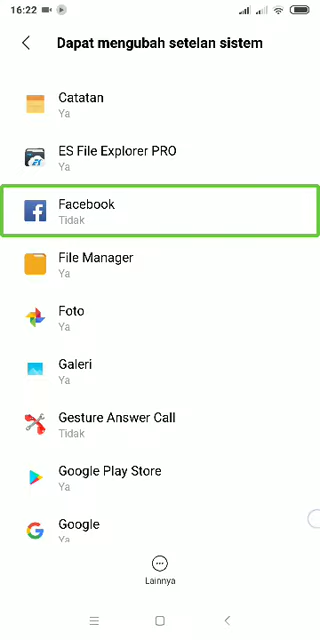 16:22
Dapat mengubah setelan sistem
Catatan
Ya
ES File Explorer PRO
Ya
Facebook
Tidak
File Manager
Ya
Foto
Ya
Galeri
Ya
Gesture Answer Call
Tidak
Google Play Store
Ya
Google
Ya
Lainnya